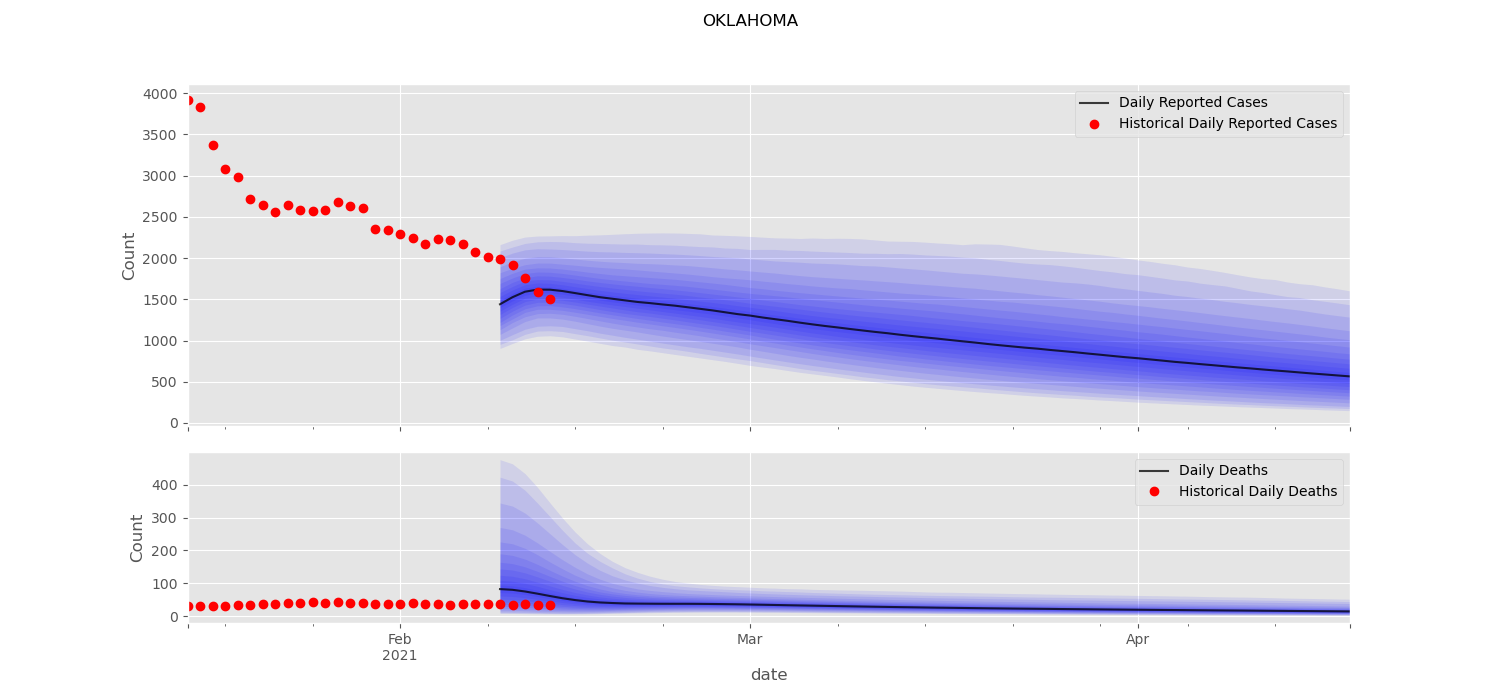 OKLAHOMA
4000
3500
3000
2500
2000
1500
1000
500
0
Count
Daily Reported Cases
Historical Daily Reported Cases
400
300
200
100
0
Count
Daily Deaths
Historical Daily Deaths
Feb
2021
Mar
Apr
date